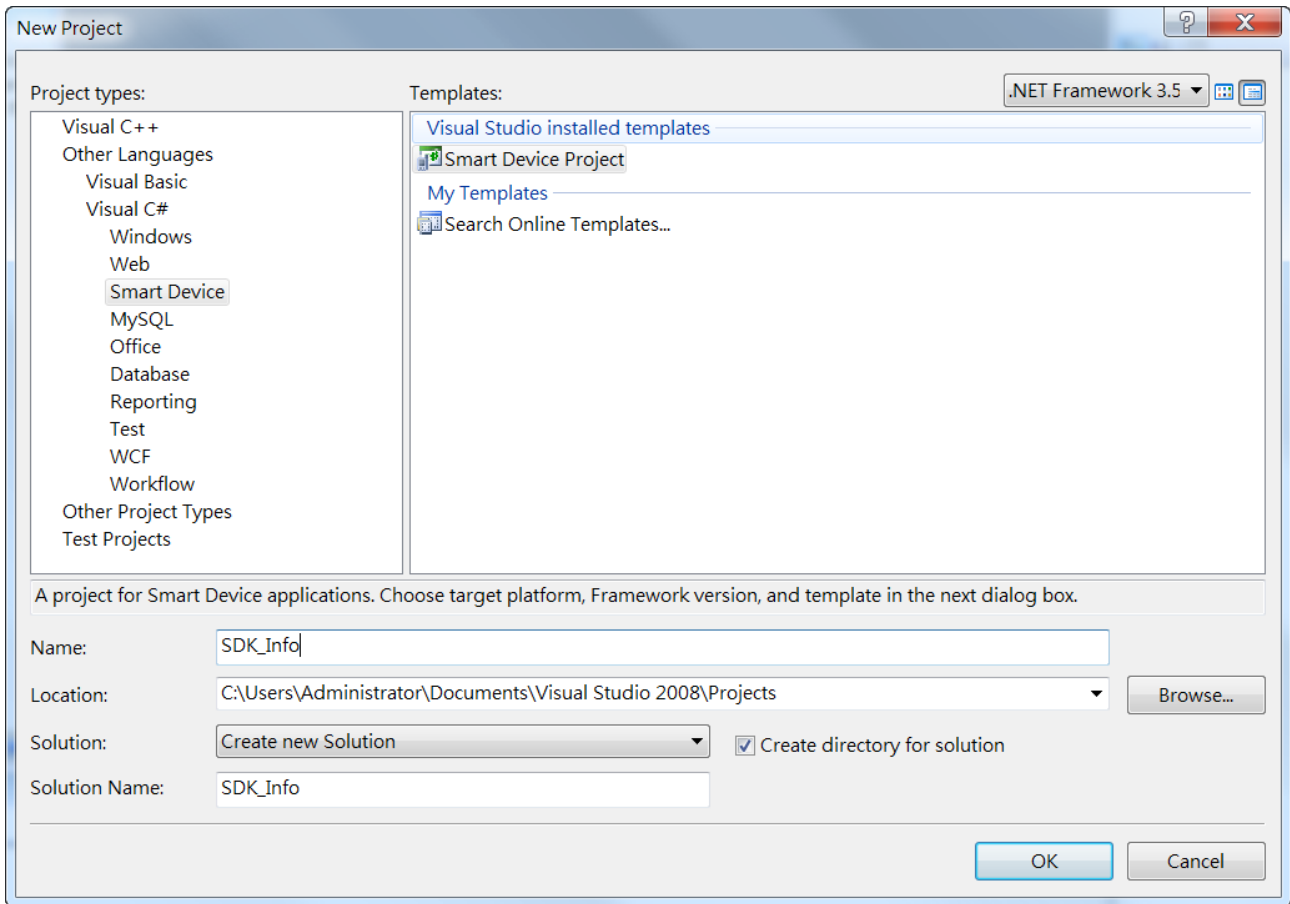 New Project
Project types:
Templates:
.NET Framework 3.5
Visual C++
Other Languages
Visual Basic
Visual C#
Windows
Web
Smart Device
MySQL
Office
Database
Reporting
Test
WCF
Workflow
Other Project Types
Test Projects
Visual Studio installed templates
Smart Device Project
My Templates
Search Online Templates...
A project for Smart Device applications. Choose target platform, Framework version, and template in the next dialog box.
Name:
SDK_Info
Location:
C:\Users\Administrator\Documents\Visual Studio 2008\Projects
Browse...
Solution:
Create new Solution
Create directory for solution
Solution Name:
SDK_Info
OK
Cancel